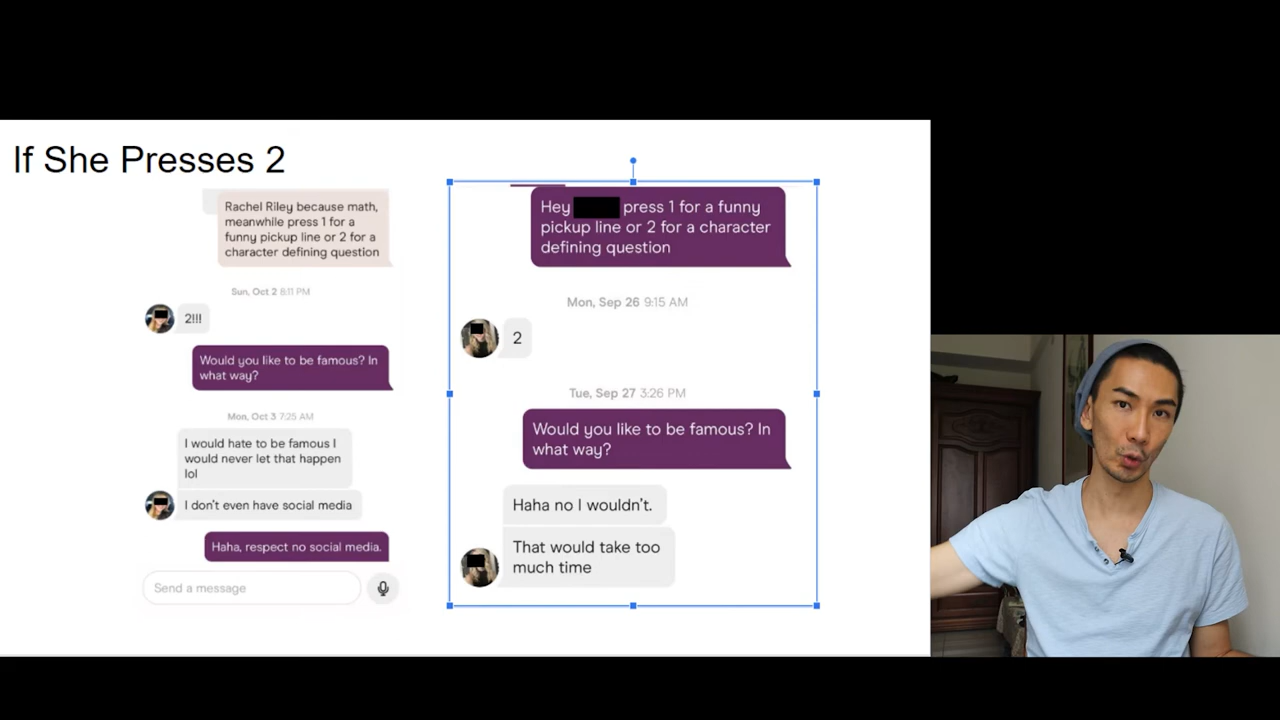 If She Presses 2
Rachel Riley because math,
meanwhile press 1 for a
funny pickup line or 2 for a
character defining question
Sun, Oct 2 8:11 PM
2!!!
Would you like to be famous? In
what way?
Mon, Oct 3 7:25 AM
I would hate to be famous I
would never let that happen
lol
I don't even have social media
Haha, respect no social media.
Send a message
Hey press 1 for a funny
pickup line or 2 for a character
defining question
Mon, Sep 26 9:15 AM
2
Tue, Sep 27 3:26 PM
Would you like to be famous? In
what way?
Haha no I wouldn't.
That would take too
much time